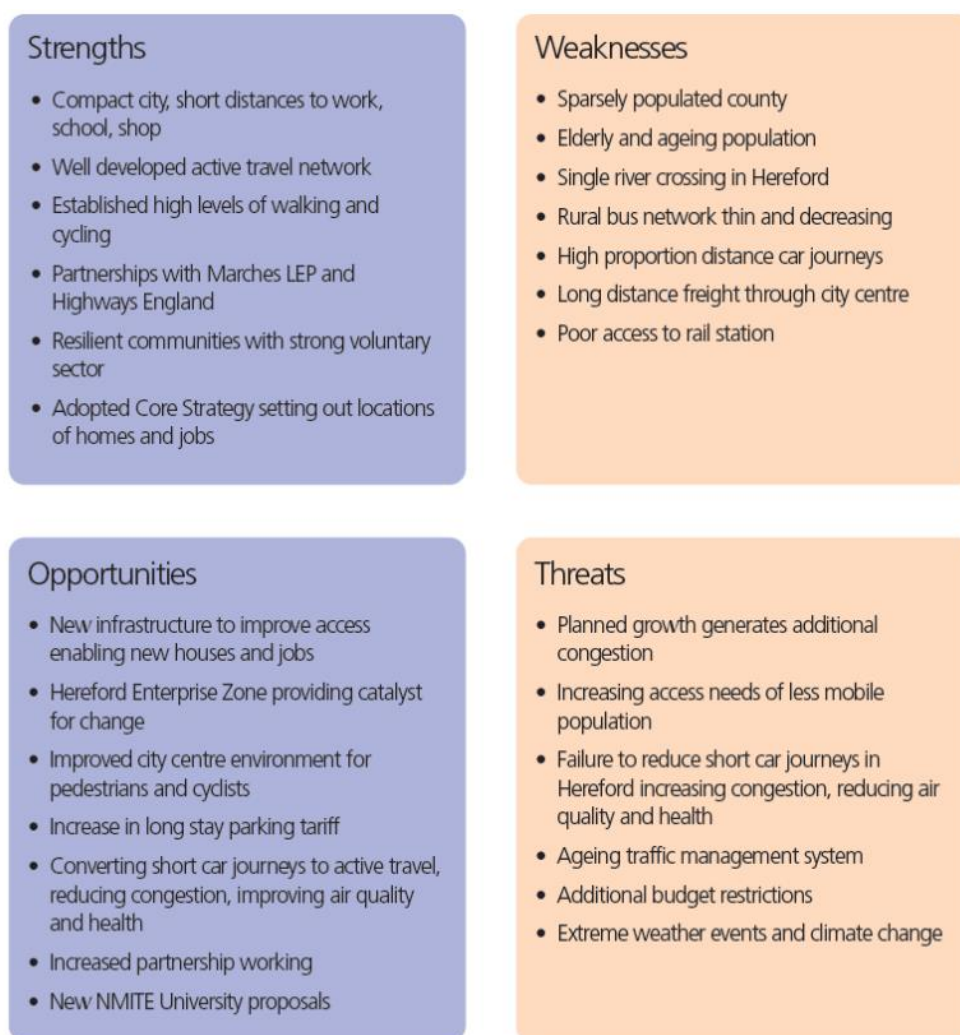 Strengths
• Compact city, short distances to work,
school, shop
• Well developed active travel network
• Established high levels of walking and
cycling
• Partnerships with Marches LEP and
Highways England
• Resilient communities with strong voluntary
sector
• Adopted Core Strategy setting out locations
of homes and jobs
Weaknesses
• Sparsely populated county
• Elderly and ageing population
• Single river crossing in Hereford
• Rural bus network thin and decreasing
• High proportion distance car journeys
• Long distance freight through city centre
• Poor access to rail station
Opportunities
• New infrastructure to improve access
enabling new houses and jobs
• Hereford Enterprise Zone providing catalyst
for change
• Improved city centre environment for
pedestrians and cyclists
• Increase in long stay parking tariff
• Converting short car journeys to active travel,
reducing congestion, improving air quality
and health
• Increased partnership working
• New NMITE University proposals
Threats
• Planned growth generates additional
congestion
• Increasing access needs of less mobile
population
• Failure to reduce short car journeys in
Hereford increasing congestion, reducing air
quality and health
• Ageing traffic management system
• Additional budget restrictions
• Extreme weather events and climate change